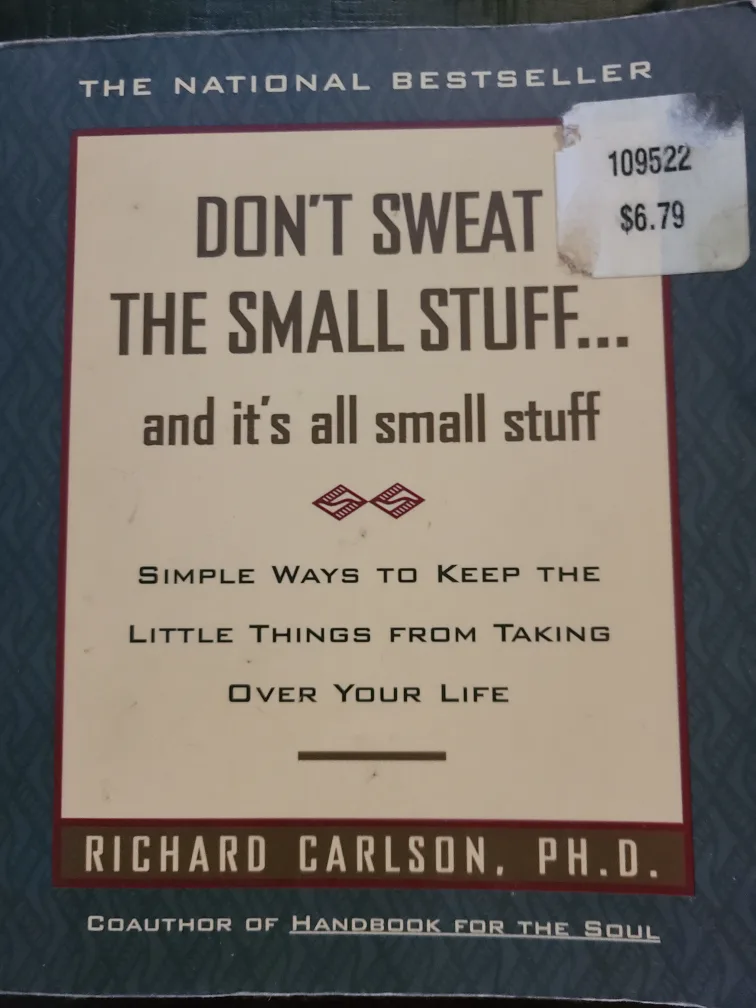 THE NATIONAL BESTSELLER
109522
$6.79
DON'T SWEAT
THE SMALL STUFF...
and it's all small stuff
SIMPLE WAYS TO KEEP THE
LITTLE THINGS FROM TAKING
OVER YOUR LIFE
RICHARD CARLSON, PH.D.
COAUTHOR OF HANDBOOK FOR THE SOUL